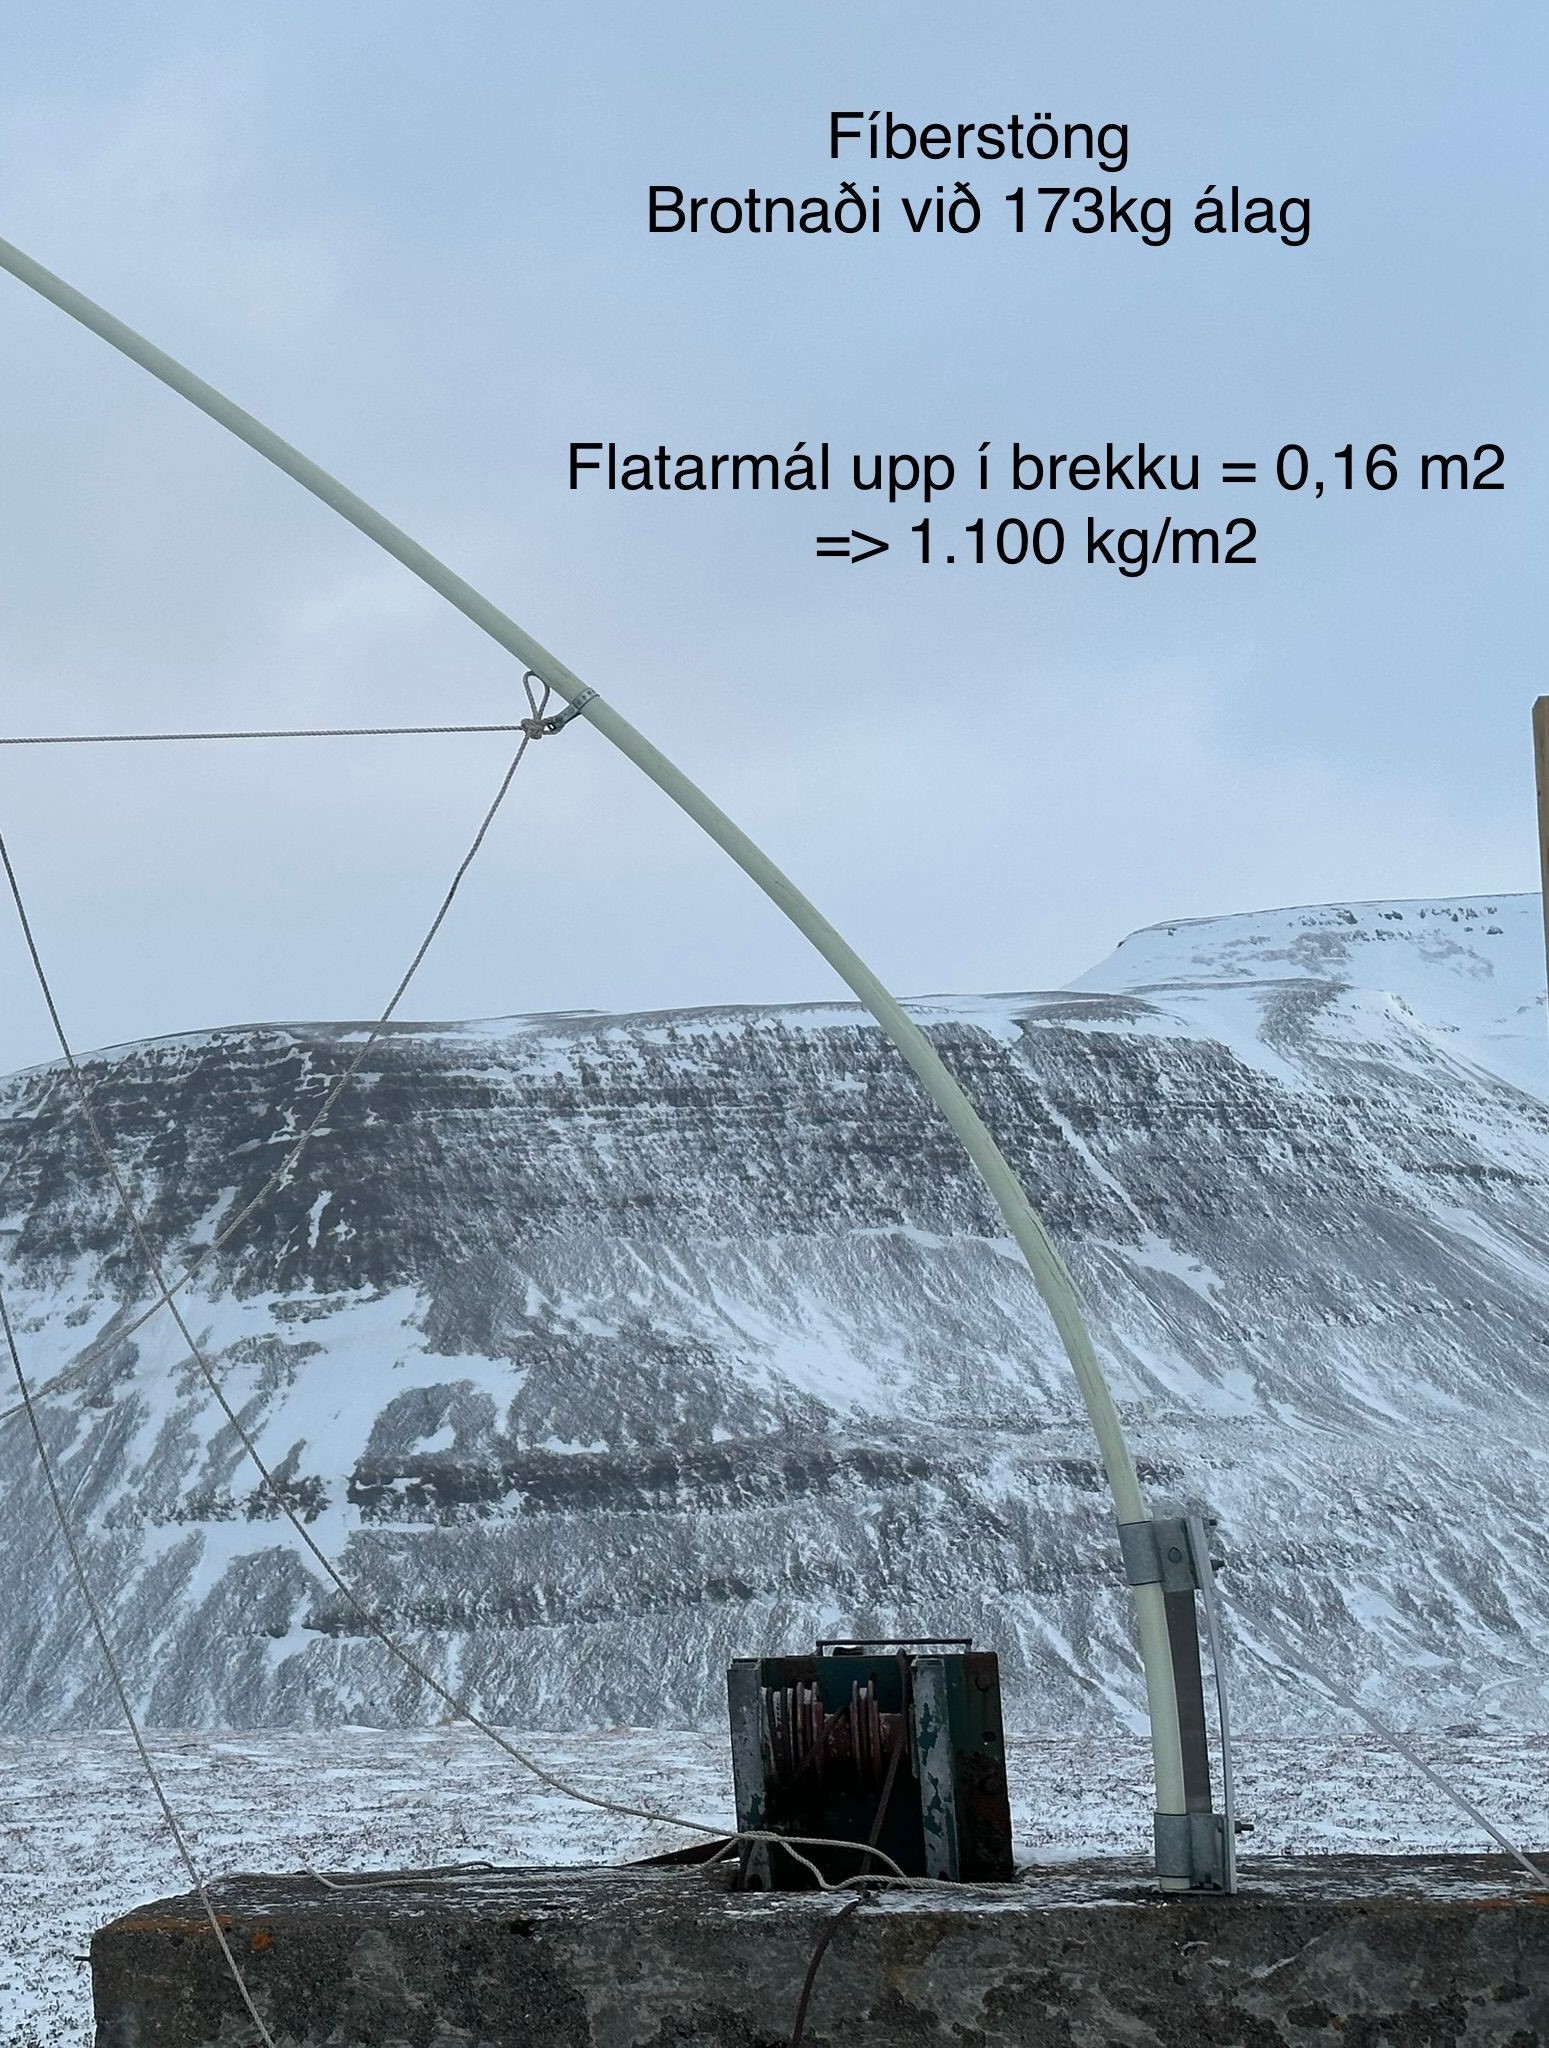 Fíberstöng
Brotnaði við 173kg álag
Flatarmál upp í brekku = 0,16 m2
=> 1.100 kg/m2